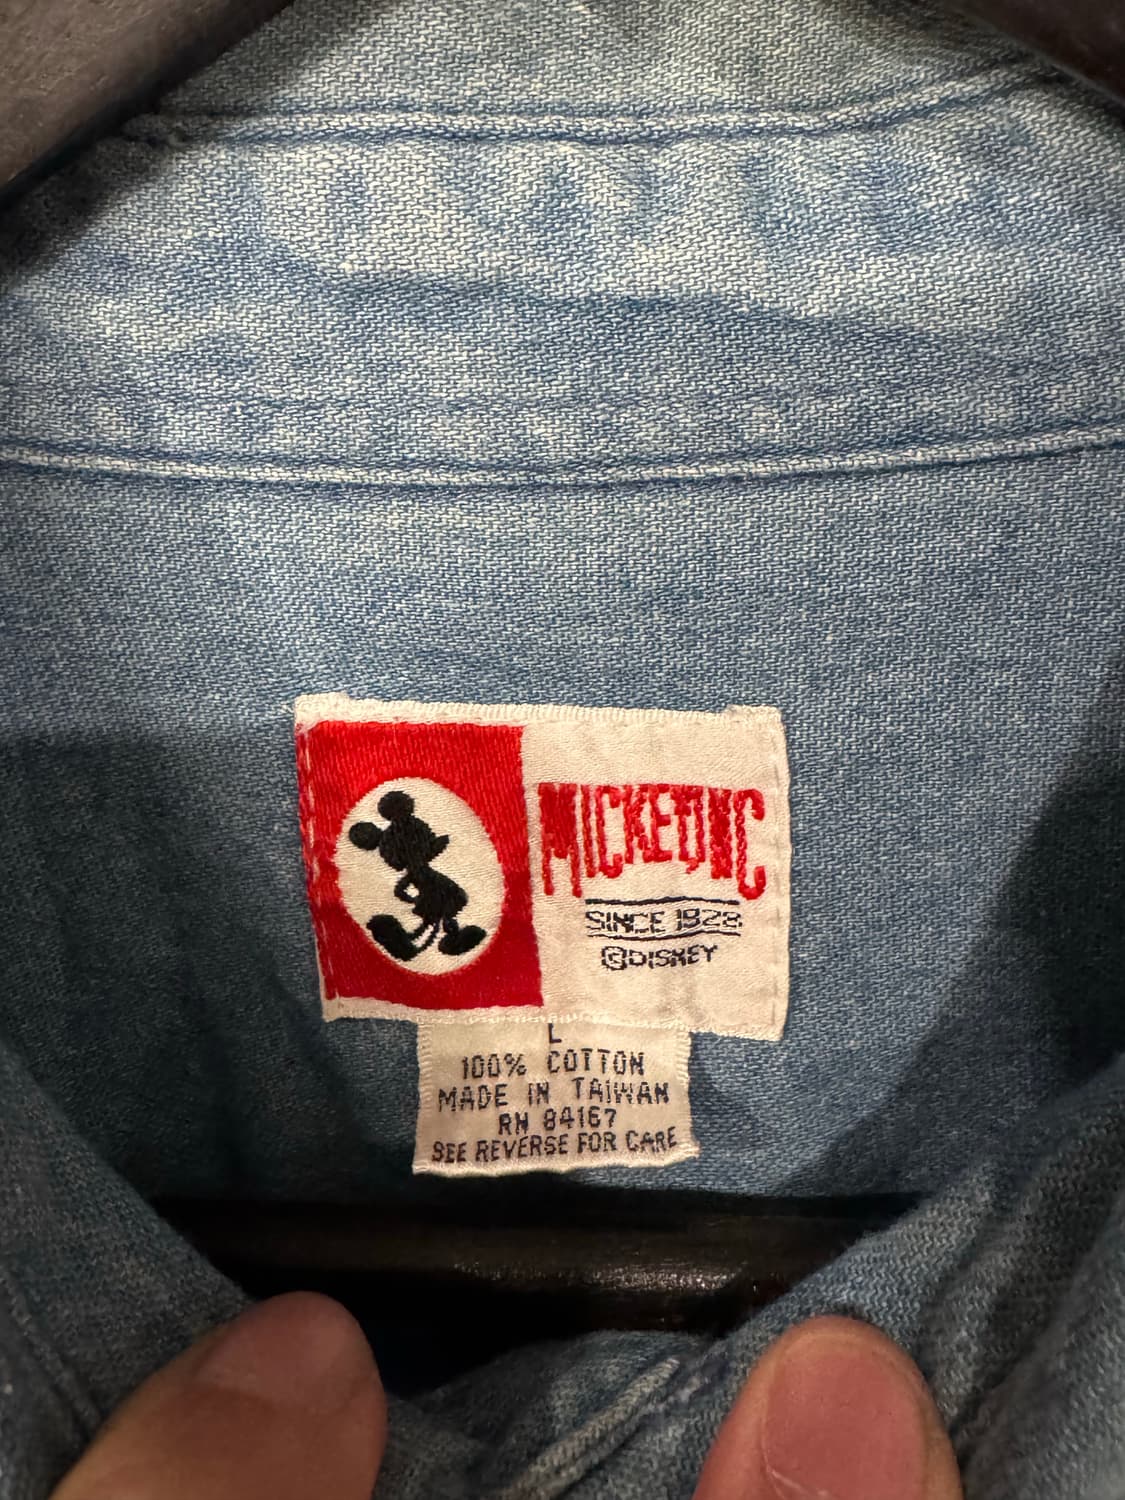 MICKEY INC
SINCE 1928
©DISNEY
L
100% COTTON
MADE IN TAIWAN
RN 84167
SEE REVERSE FOR CARE